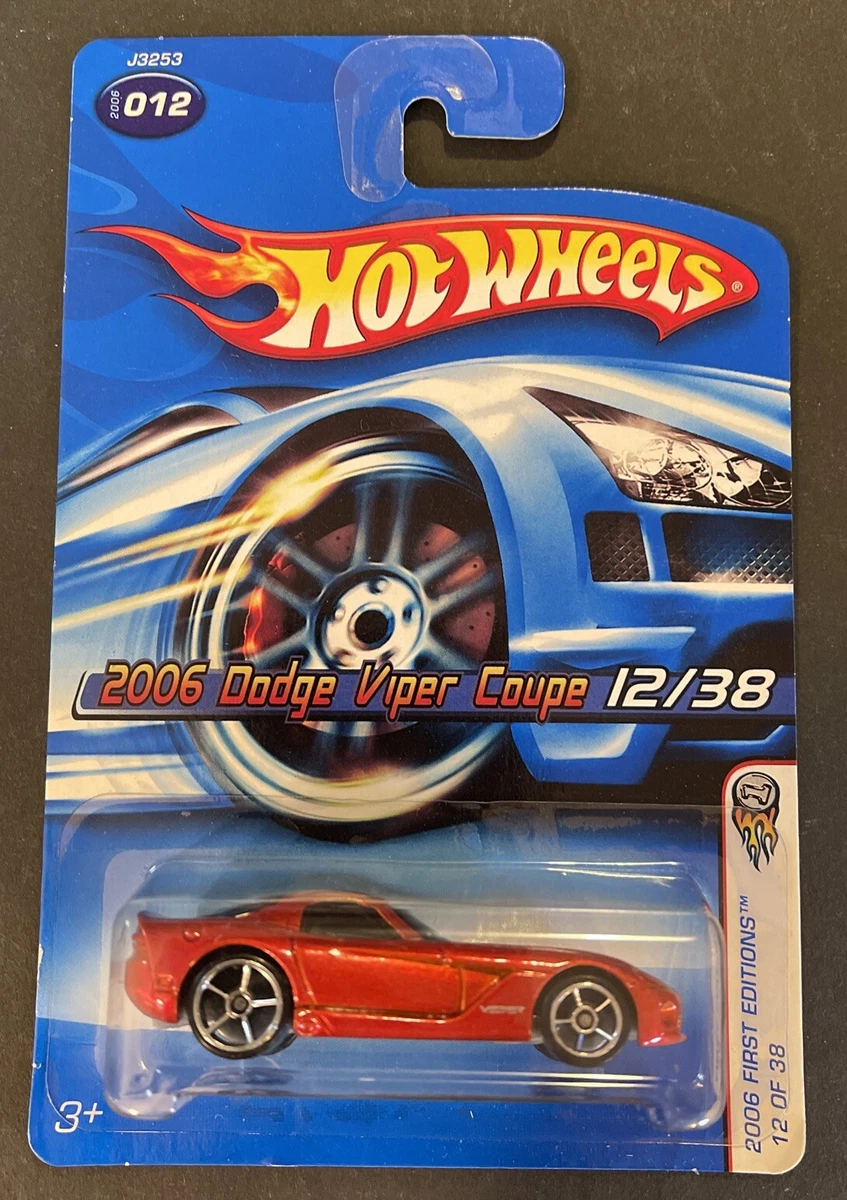 J3253
2006 012
Hot Wheels®
2006 Dodge Viper Coupe 12/38
VIPER
2006 FIRST EDITIONS™
12 OF 38
3+